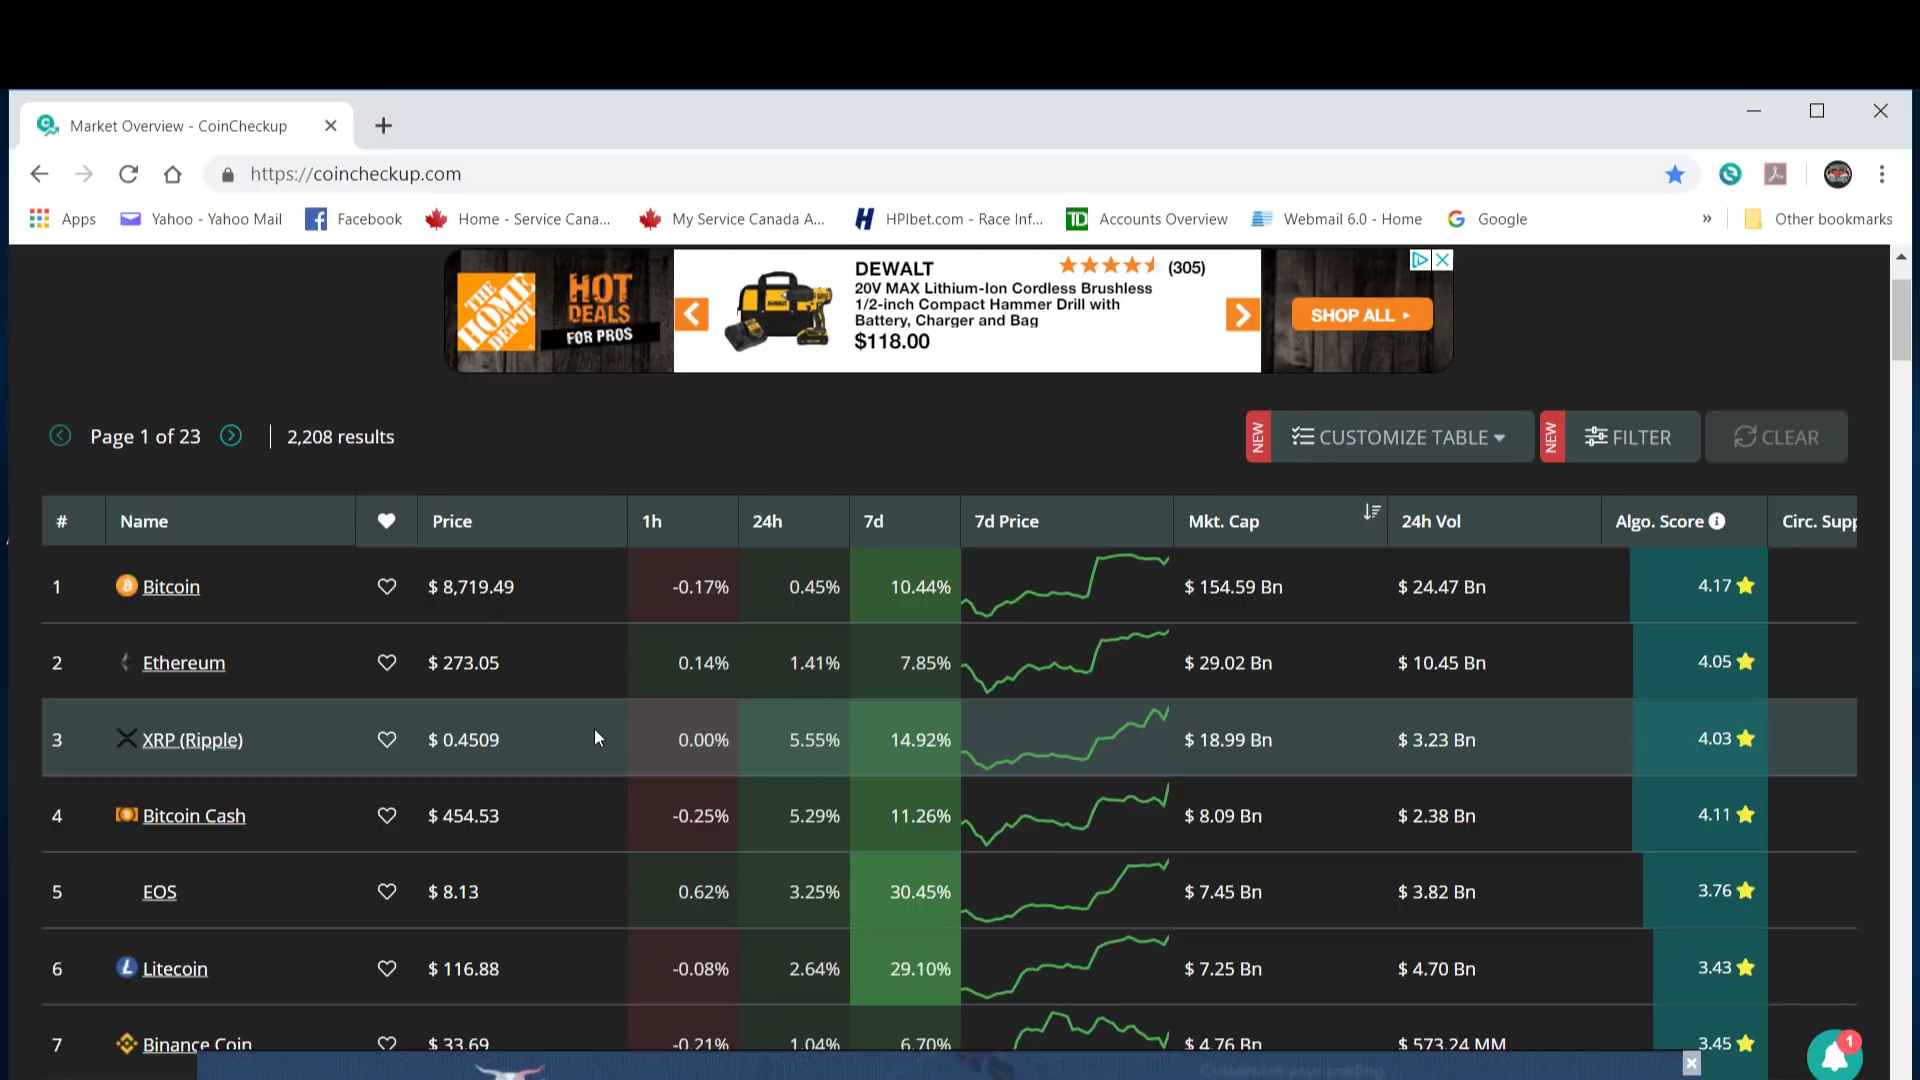 Market Overview - CoinCheckup
https://coincheckup.com
Apps Yahoo - Yahoo Mail Facebook Home - Service Cana... My Service Canada A... HPIbet.com - Race Inf... TD Accounts Overview Webmail 6.0 - Home Google » Other bookmarks
THE HOME DEPOT
HOT DEALS FOR PROS
DEWALT (305)
20V MAX Lithium-Ion Cordless Brushless
1/2-inch Compact Hammer Drill with
Battery, Charger and Bag
$118.00
SHOP ALL
Page 1 of 23 2,208 results NEW CUSTOMIZE TABLE NEW FILTER CLEAR
# Name Price 1h 24h 7d 7d Price Mkt. Cap 24h Vol Algo. Score Circ. Supp
1 Bitcoin $ 8,719.49 -0.17% 0.45% 10.44% $ 154.59 Bn $ 24.47 Bn 4.17
2 Ethereum $ 273.05 0.14% 1.41% 7.85% $ 29.02 Bn $ 10.45 Bn 4.05
3 XRP (Ripple) $ 0.4509 0.00% 5.55% 14.92% $ 18.99 Bn $ 3.23 Bn 4.03
4 Bitcoin Cash $ 454.53 -0.25% 5.29% 11.26% $ 8.09 Bn $ 2.38 Bn 4.11
5 EOS $ 8.13 0.62% 3.25% 30.45% $ 7.45 Bn $ 3.82 Bn 3.76
6 Litecoin $ 116.88 -0.08% 2.64% 29.10% $ 7.25 Bn $ 4.70 Bn 3.43
7 Binance Coin $ 33.69 -0.21% 1.04% 6.70% $ 4.76 Bn $ 573.24 MM 3.45
1